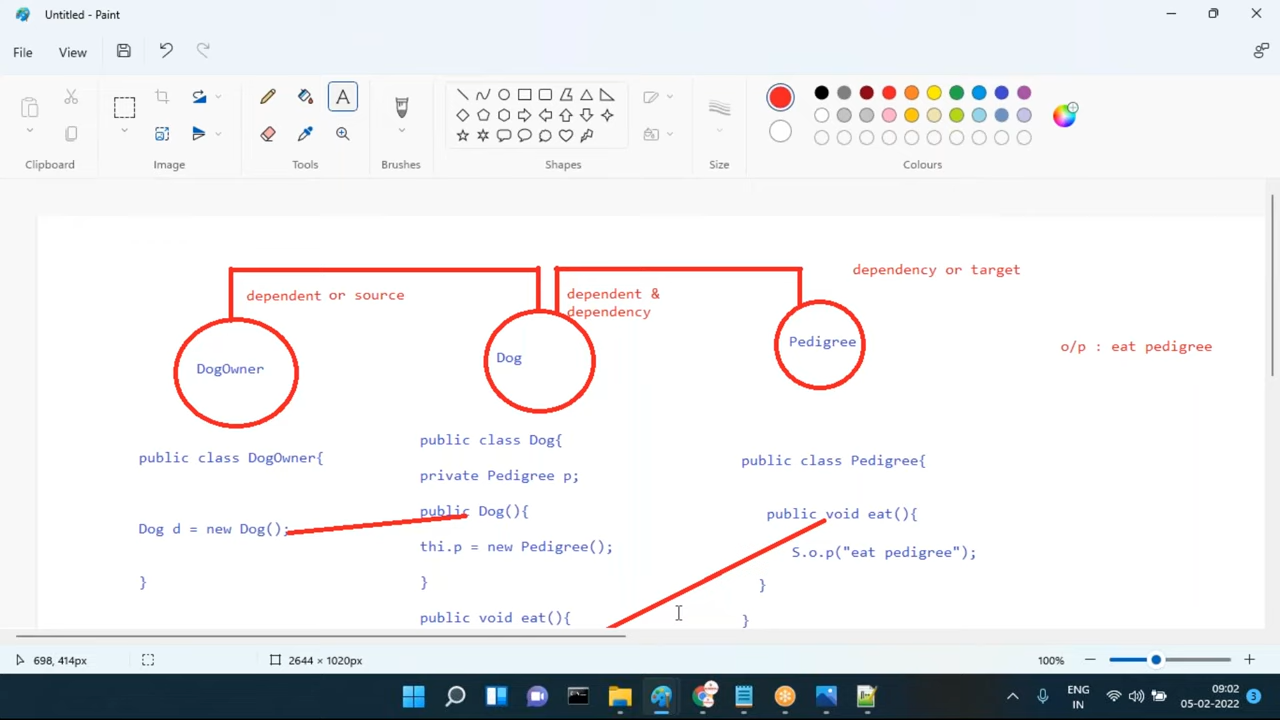 Untitled - Paint
File
View
Clipboard
Image
Tools
Brushes
Shapes
Size
Colours
A
dependent or source
dependent &
dependency
dependency or target
DogOwner
Dog
Pedigree
o/p : eat pedigree
public class DogOwner{
Dog d = new Dog();
}
public class Dog{
private Pedigree p;
public Dog(){
thi.p = new Pedigree();
}
public void eat(){
public class Pedigree{
public void eat(){
S.o.p("eat pedigree");
}
}
698, 414px
2644 × 1020px
100%
ENG
IN
09:02
05-02-2022
3